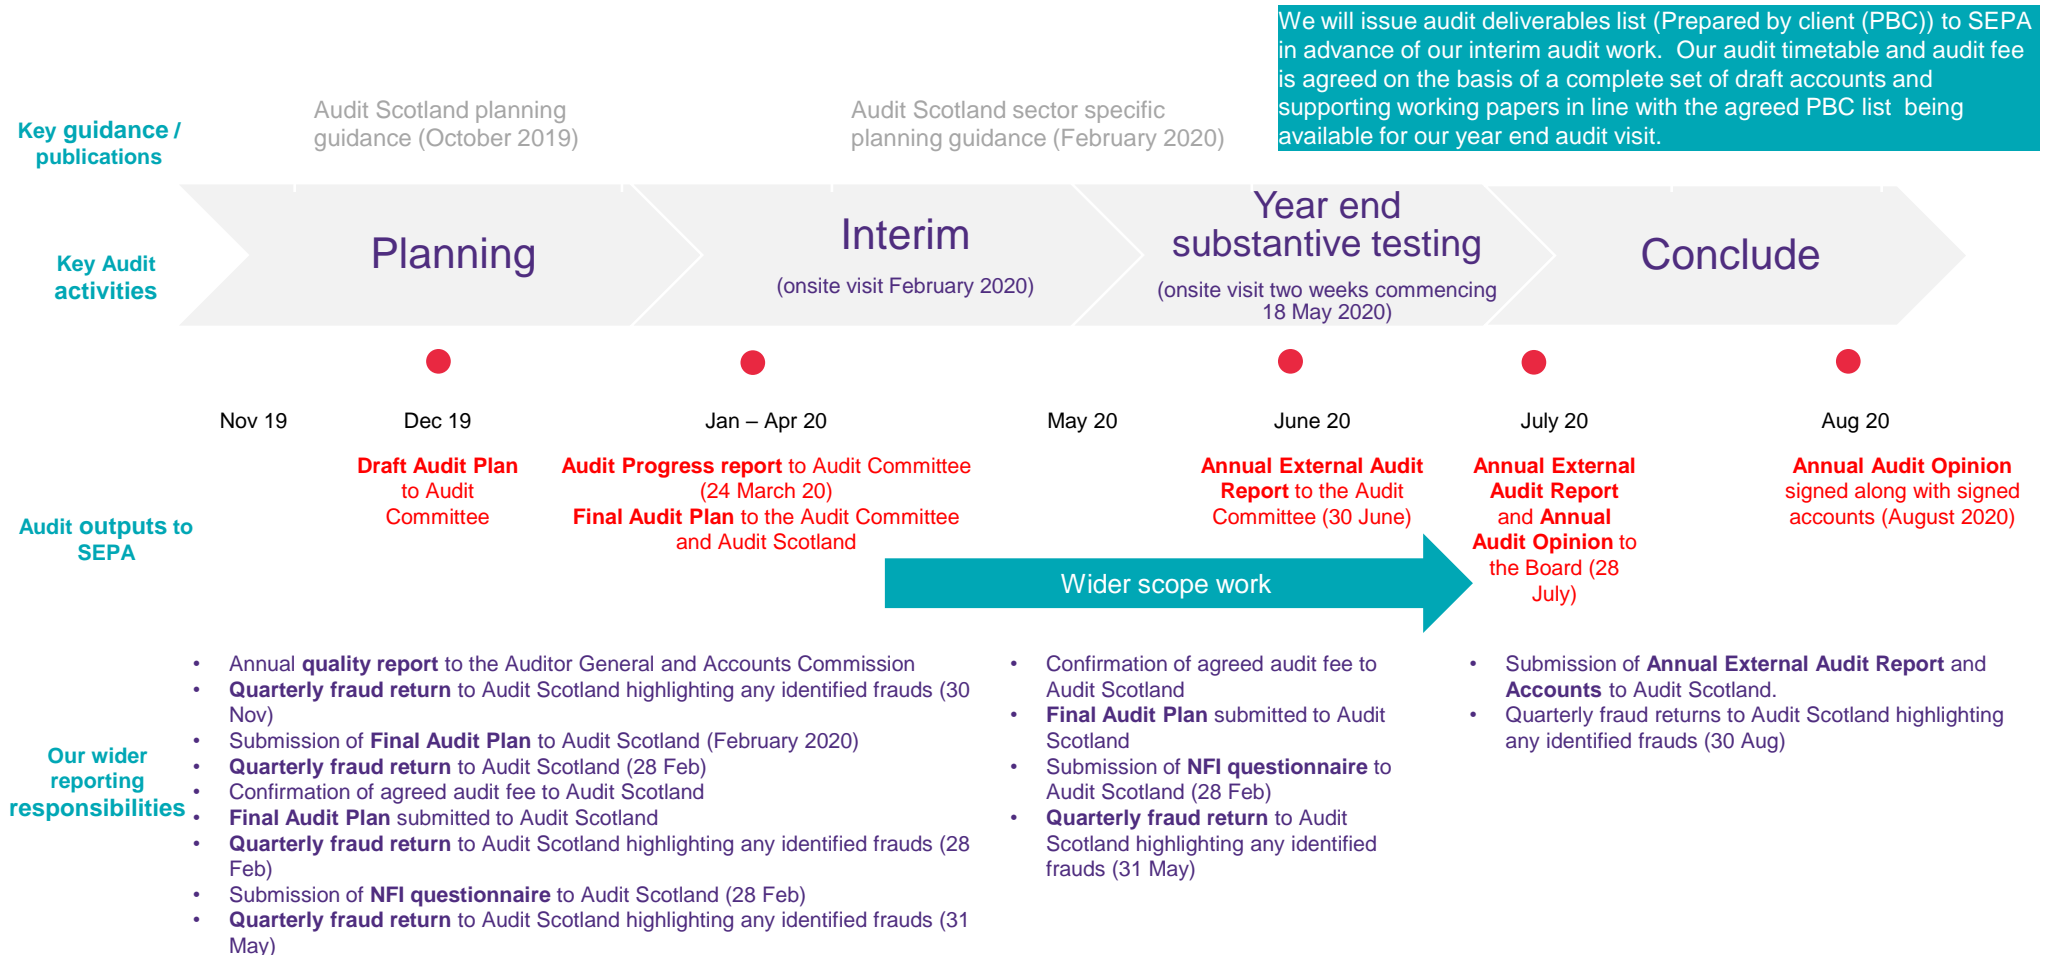 We will issue audit deliverables list (Prepared by client (PBC)) to SEPA
in advance of our interim audit work.  Our audit timetable and audit fee
is agreed on the basis of a complete set of draft accounts and
supporting working papers in line with the agreed PBC list  being
available for our year end audit visit.
Key guidance /
publications
Audit Scotland planning
guidance (October 2019)
Audit Scotland sector specific
planning guidance (February 2020)
Key Audit
activities
Planning
Interim
(onsite visit February 2020)
Year end
substantive testing
(onsite visit two weeks commencing
18 May 2020)
Conclude
Nov 19
Dec 19
Jan – Apr 20
May 20
June 20
July 20
Aug 20
Audit outputs to
SEPA
Draft Audit Plan
to Audit
Committee
Audit Progress report to Audit Committee
(24 March 20)
Final Audit Plan to the Audit Committee
and Audit Scotland
Annual External Audit
Report to the Audit
Committee (30 June)
Annual External
Audit Report
and Annual
Audit Opinion to
the Board (28
July)
Annual Audit Opinion
signed along with signed
accounts (August 2020)
Wider scope work
Our wider
reporting
responsibilities
• Annual quality report to the Auditor General and Accounts Commission
• Quarterly fraud return to Audit Scotland highlighting any identified frauds (30
Nov)
• Submission of Final Audit Plan to Audit Scotland (February 2020)
• Quarterly fraud return to Audit Scotland (28 Feb)
• Confirmation of agreed audit fee to Audit Scotland
• Final Audit Plan submitted to Audit Scotland
• Quarterly fraud return to Audit Scotland highlighting any identified frauds (28
Feb)
• Submission of NFI questionnaire to Audit Scotland (28 Feb)
• Quarterly fraud return to Audit Scotland highlighting any identified frauds (31
May)
• Confirmation of agreed audit fee to
Audit Scotland
• Final Audit Plan submitted to Audit
Scotland
• Submission of NFI questionnaire to
Audit Scotland (28 Feb)
• Quarterly fraud return to Audit
Scotland highlighting any identified
frauds (31 May)
• Submission of Annual External Audit Report and
Accounts to Audit Scotland.
• Quarterly fraud returns to Audit Scotland highlighting
any identified frauds (30 Aug)